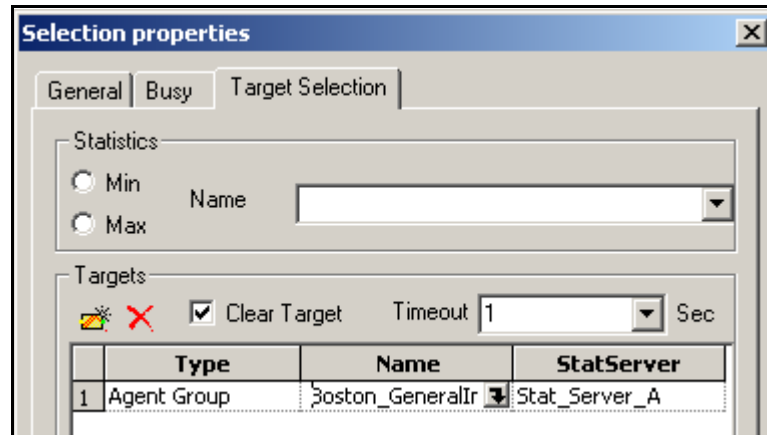 Selection properties
General Busy Target Selection
Statistics
Min
Name
Max
Targets
Clear Target Timeout 1 Sec
Type Name StatServer
1 Agent Group Boston_GeneralIr Stat_Server_A